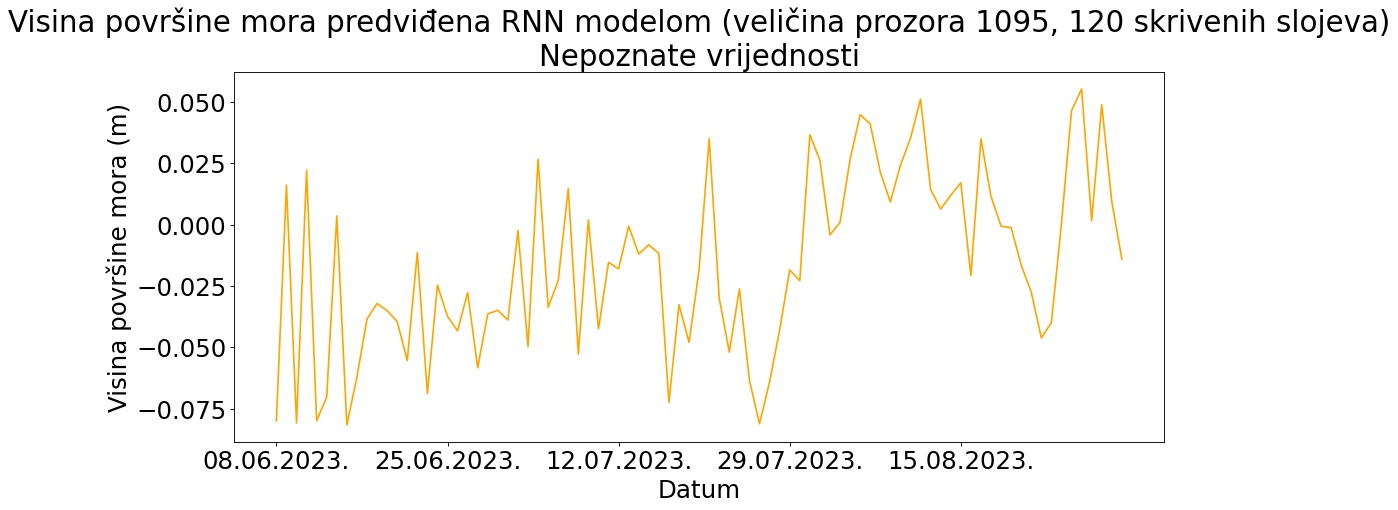 Visina površine mora predviđena RNN modelom (veličina prozora 1095, 120 skrivenih slojeva)
Nepoznate vrijednosti
Visina površine mora (m)
0.050
0.025
0.000
−0.025
−0.050
−0.075
08.06.2023. 25.06.2023. 12.07.2023. 29.07.2023. 15.08.2023.
Datum